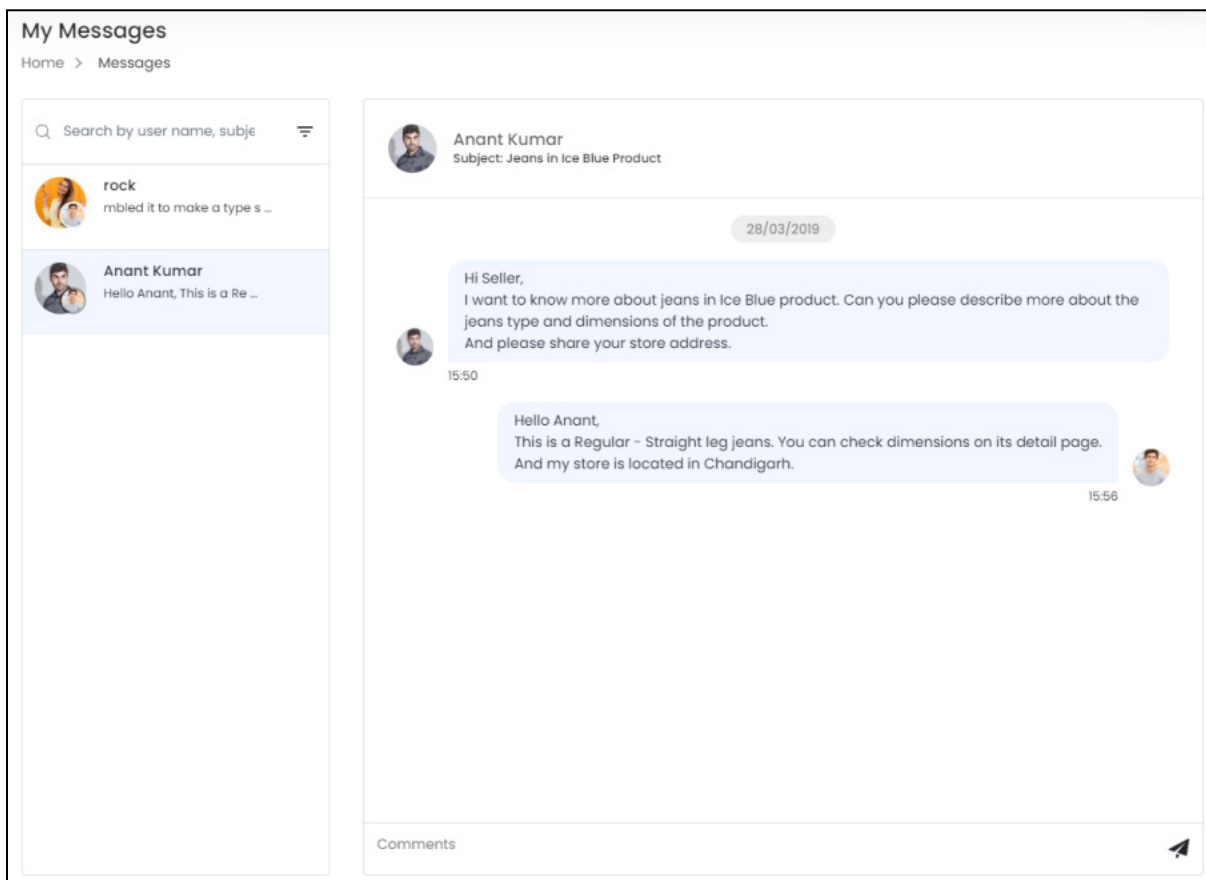 My Messages
Home > Messages
Search by user name, subje
rock
mbled it to make a type s ...
Anant Kumar
Hello Anant, This is a Re ...
Anant Kumar
Subject: Jeans in Ice Blue Product
28/03/2019
Hi Seller,
I want to know more about jeans in Ice Blue product. Can you please describe more about the
jeans type and dimensions of the product.
And please share your store address.
15:50
Hello Anant,
This is a Regular - Straight leg jeans. You can check dimensions on its detail page.
And my store is located in Chandigarh.
15:56
Comments